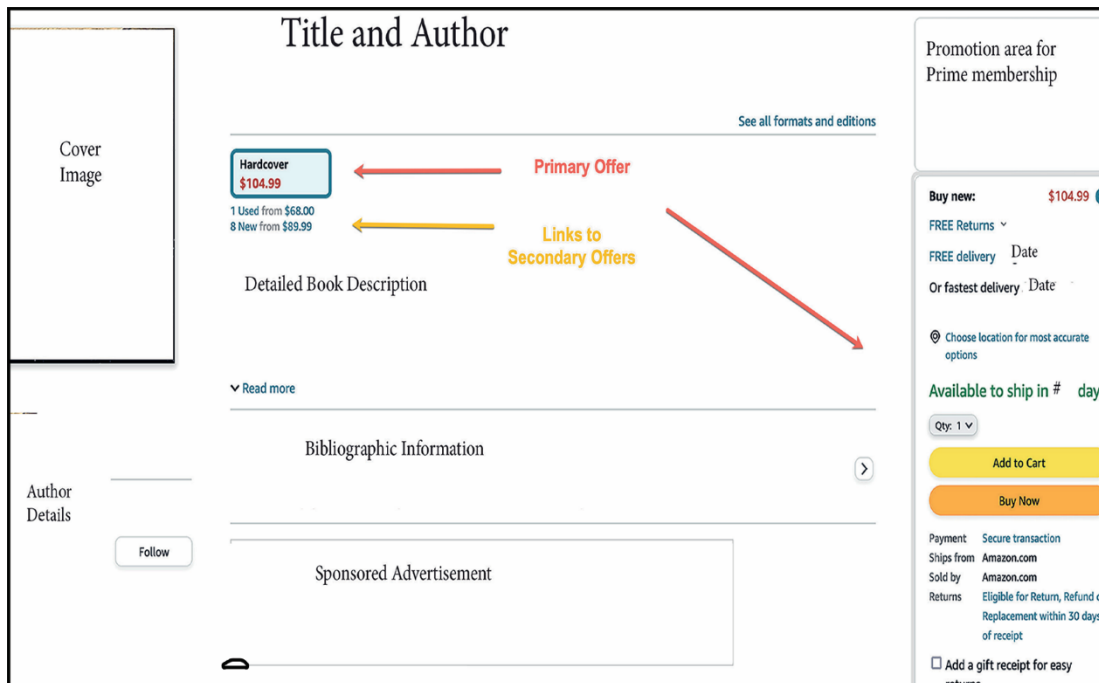 Title and Author
Cover
Image
See all formats and editions
Hardcover
$104.99
Primary Offer
1 Used from $68.00
8 New from $89.99
Links to
Secondary Offers
Detailed Book Description
Read more
Bibliographic Information
Author
Details
Follow
Sponsored Advertisement
Promotion area for
Prime membership
Buy new: $104.99
FREE Returns
FREE delivery Date
Or fastest delivery Date
Choose location for most accurate
options
Available to ship in # day
Qty: 1
Add to Cart
Buy Now
Payment Secure transaction
Ships from Amazon.com
Sold by Amazon.com
Returns Eligible for Return, Refund
Replacement within 30 days
of receipt
Add a gift receipt for easy